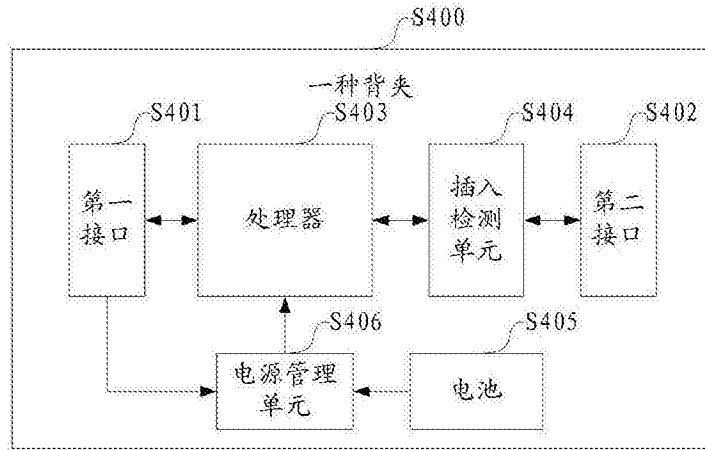 S400
一种背夹
S401
S403
S404
S402
第一
接口
处理器
插入
检测
单元
第二
接口
S406
S405
电源管理
单元
电池